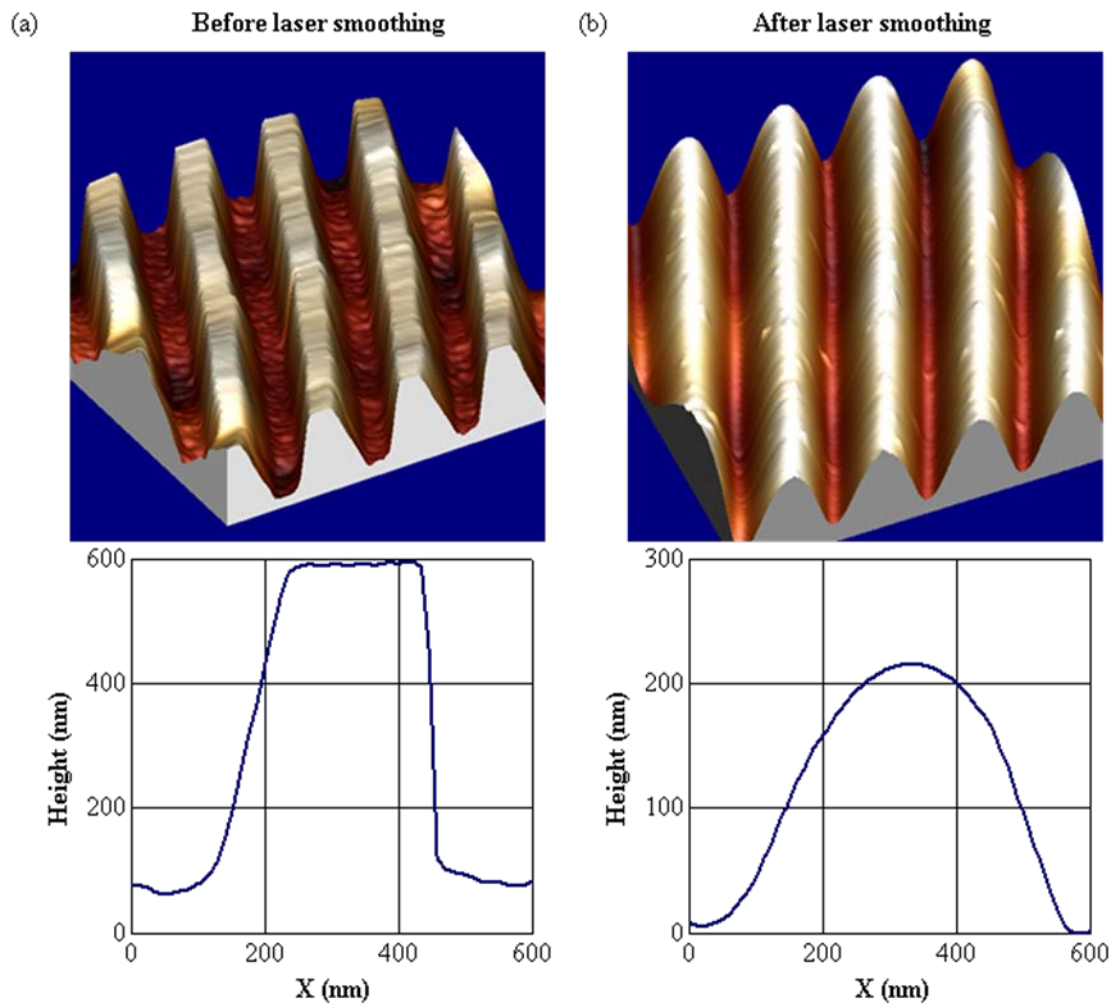 (a) Before laser smoothing
(b) After laser smoothing
600
400
200
0
Height (nm)
0 200 400 600
X (nm)
300
200
100
0
Height (nm)
0 200 400 600
X (nm)